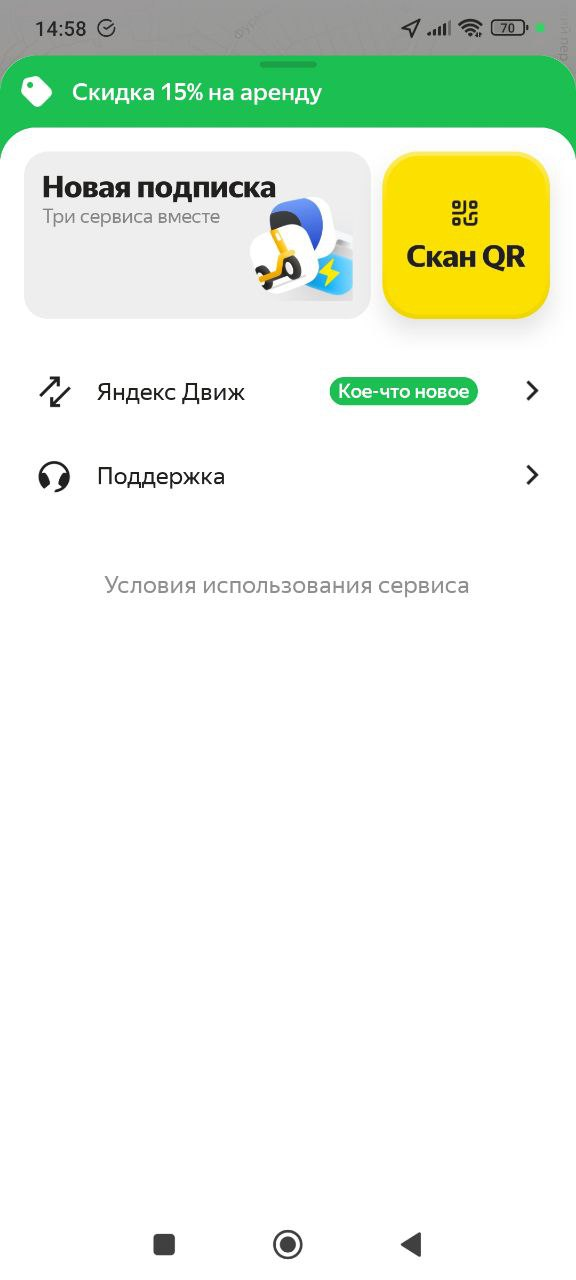 14:58
70
Скидка 15% на аренду
Новая подписка
Три сервиса вместе
Скан QR
Яндекс Движ
Кое-что новое
Поддержка
Условия использования сервиса